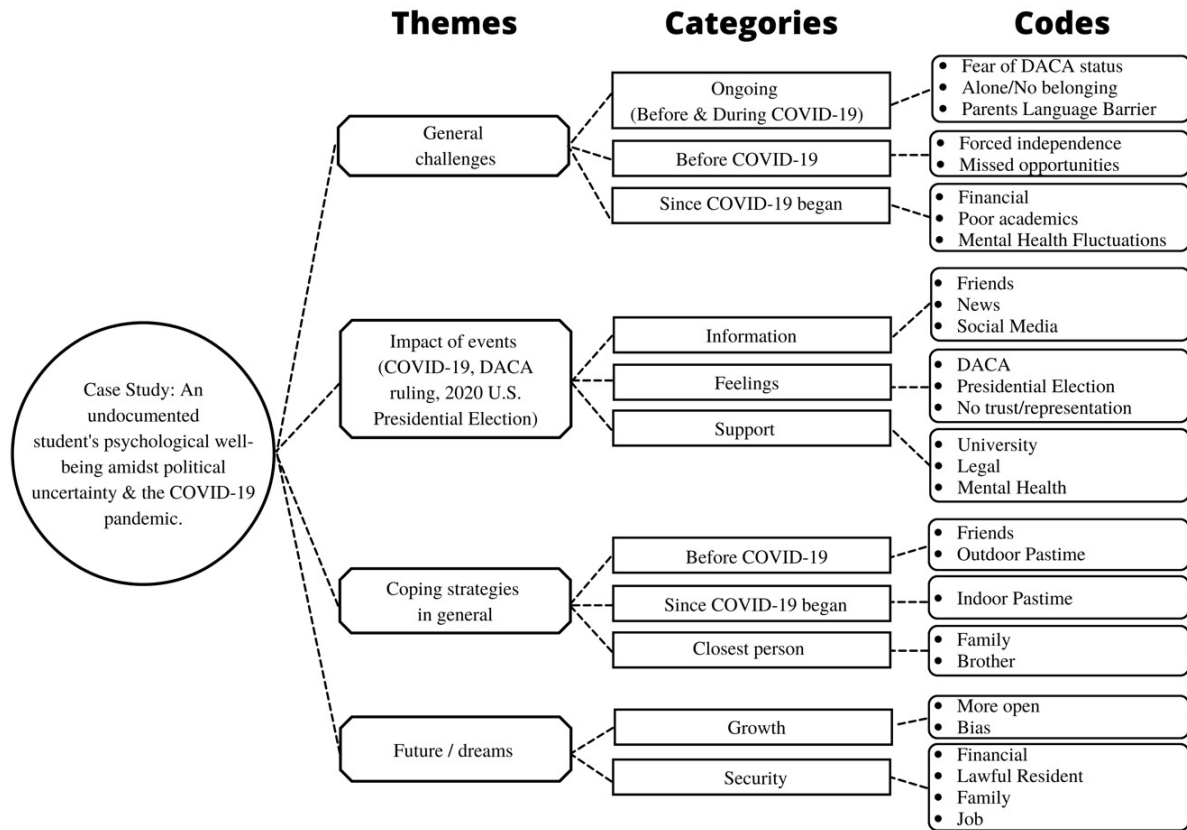 Themes
Categories
Codes
Case Study: An
undocumented
student's psychological well-
being amidst political
uncertainty & the COVID-19
pandemic.
General
challenges
Ongoing
(Before & During COVID-19)
• Fear of DACA status
• Alone/No belonging
• Parents Language Barrier
Before COVID-19
• Forced independence
• Missed opportunities
Since COVID-19 began
• Financial
• Poor academics
• Mental Health Fluctuations
Impact of events
(COVID-19, DACA
ruling, 2020 U.S.
Presidential Election)
Information
• Friends
• News
• Social Media
Feelings
• DACA
• Presidential Election
• No trust/representation
Support
• University
• Legal
• Mental Health
Coping strategies
in general
Before COVID-19
• Friends
• Outdoor Pastime
Since COVID-19 began
• Indoor Pastime
Closest person
• Family
• Brother
Future / dreams
Growth
• More open
• Bias
Security
• Financial
• Lawful Resident
• Family
• Job